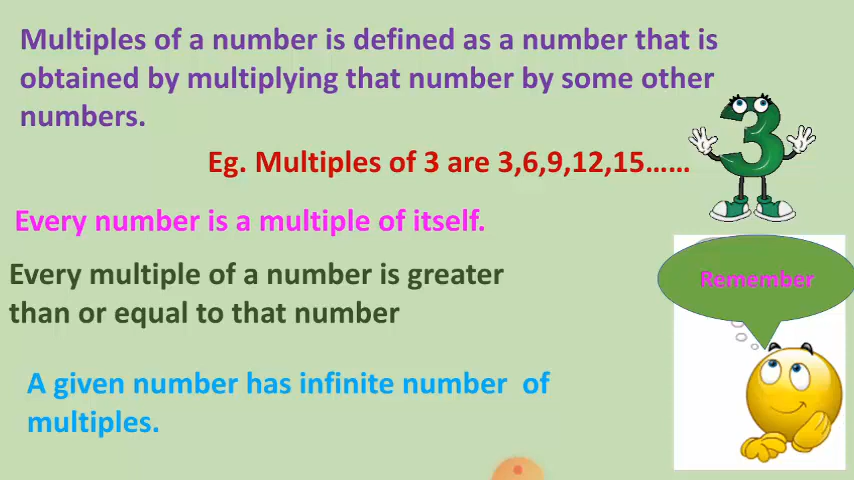 Multiples of a number is defined as a number that is
obtained by multiplying that number by some other
numbers.
Eg. Multiples of 3 are 3,6,9,12,15......
Every number is a multiple of itself.
Remember
Every multiple of a number is greater
than or equal to that number
A given number has infinite number of
multiples.